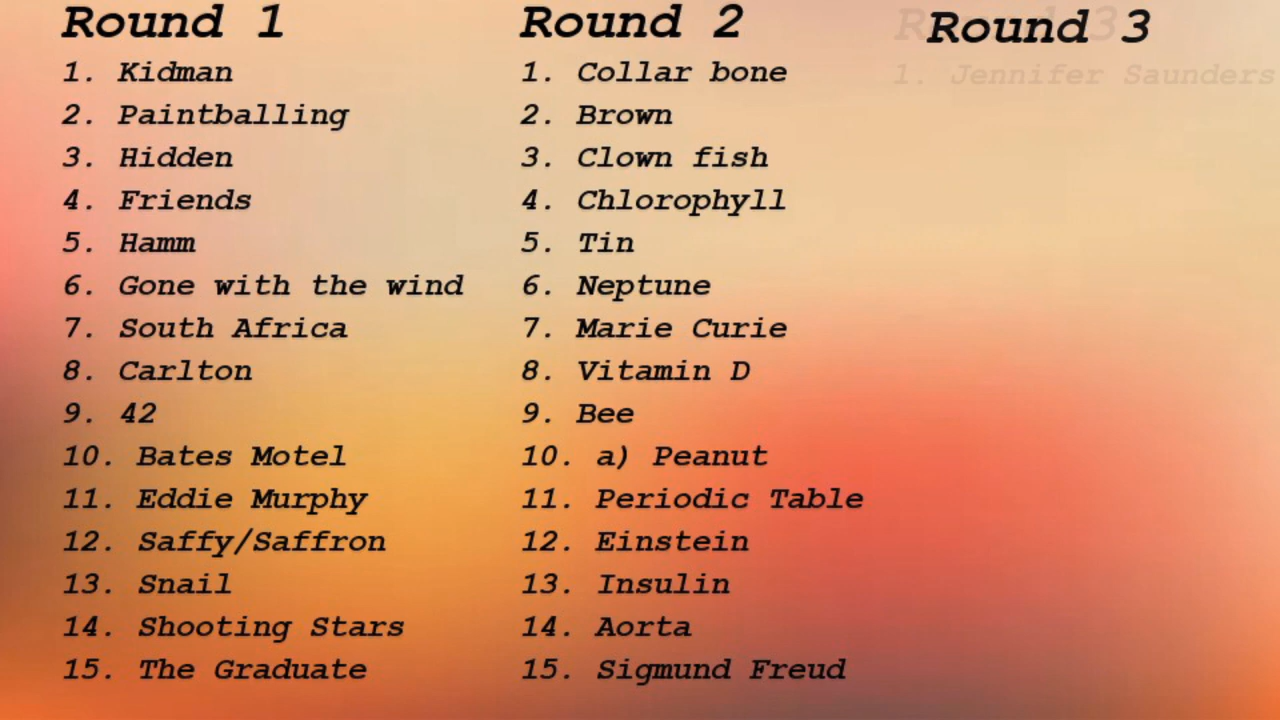 Round 1
1. Kidman
2. Paintballing
3. Hidden
4. Friends
5. Hamm
6. Gone with the wind
7. South Africa
8. Carlton
9. 42
10. Bates Motel
11. Eddie Murphy
12. Saffy/Saffron
13. Snail
14. Shooting Stars
15. The Graduate
Round 2
1. Collar bone
2. Brown
3. Clown fish
4. Chlorophyll
5. Tin
6. Neptune
7. Marie Curie
8. Vitamin D
9. Bee
10. a) Peanut
11. Periodic Table
12. Einstein
13. Insulin
14. Aorta
15. Sigmund Freud
Round 3
Round 3
1. Jennifer Saunders